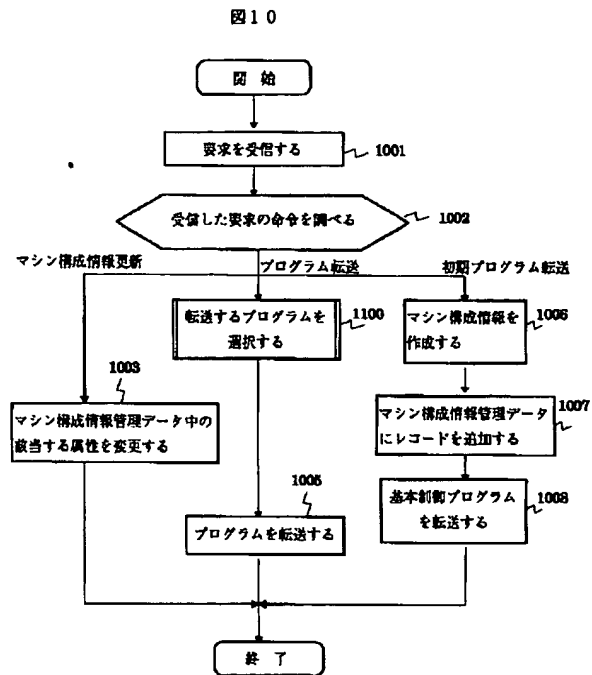 図10
開 始
要求を受信する
1001
受信した要求の命令を調べる
1002
マシン構成情報更新
プログラム転送
初期プログラム転送
転送するプログラムを
選択する
1100
マシン構成情報を
作成する
1006
1003
マシン構成情報管理データ中の
該当する属性を変更する
マシン構成情報管理データ
にレコードを追加する
1007
1005
プログラムを転送する
基本制御プログラム
を転送する
1008
終 了